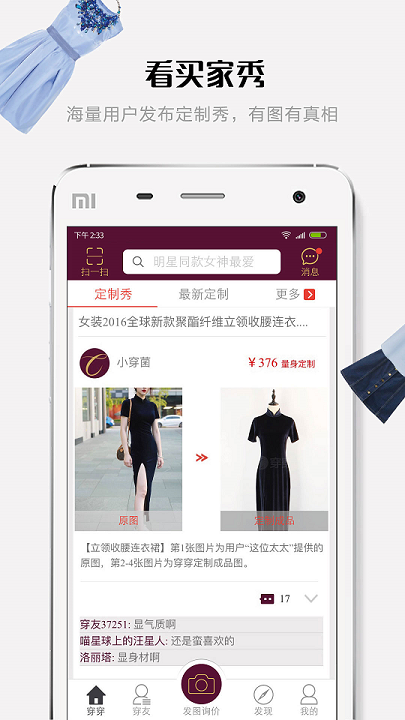 看买家秀
海量用户发布定制秀，有图有真相
mi
下午 2:33
扫一扫
明星同款女神最爱
消息
定制秀
最新定制
更多
女装2016全球新款聚酯纤维立领收腰连衣....
小穿菌
¥376 量身定制
原图
【立领收腰连衣裙】第1张图片为用户“这位太太”提供的
原图，第2-4张图片为穿穿定制成品图。
17
穿友37251: 显气质啊
喵星球上的汪星人: 还是蛮喜欢的
洛丽塔: 显身材啊
穿穿
穿友
发图询价
发现
我的